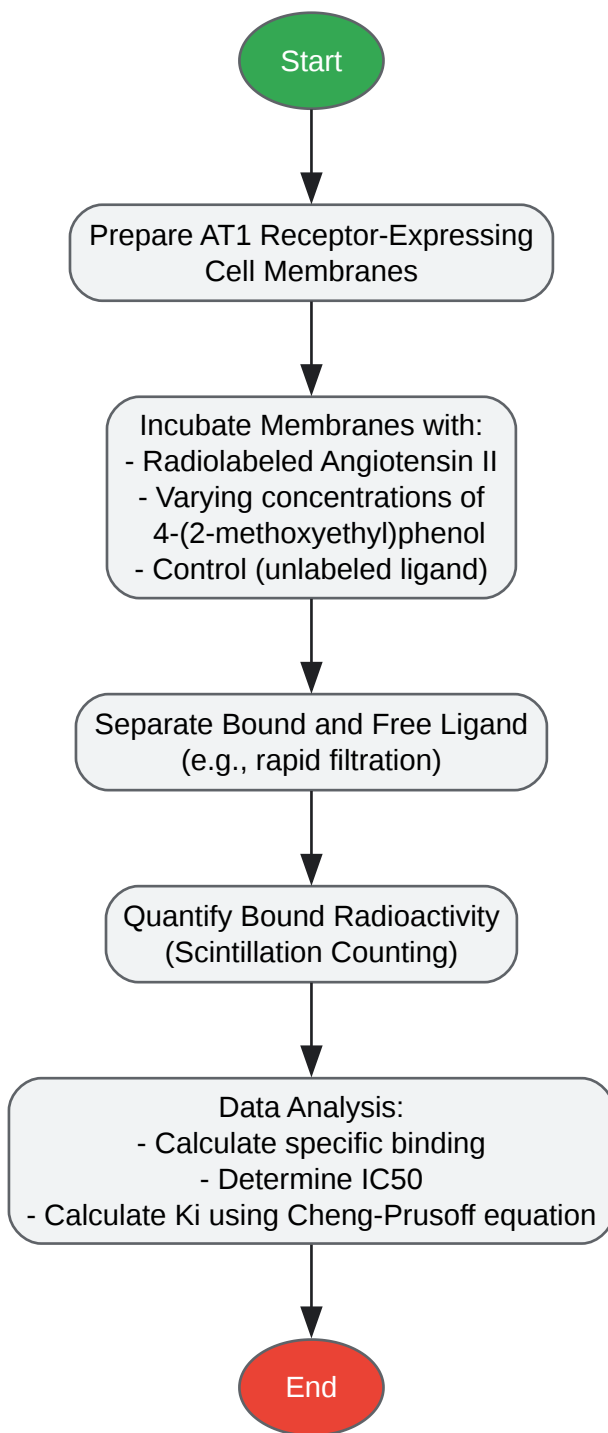 Start
Prepare AT1 Receptor-Expressing
Cell Membranes
Incubate Membranes with:
- Radiolabeled Angiotensin II
- Varying concentrations of
4-(2-methoxyethyl)phenol
- Control (unlabeled ligand)
Separate Bound and Free Ligand
(e.g., rapid filtration)
Quantify Bound Radioactivity
(Scintillation Counting)
Data Analysis:
- Calculate specific binding
- Determine IC50
- Calculate Ki using Cheng-Prusoff equation
End